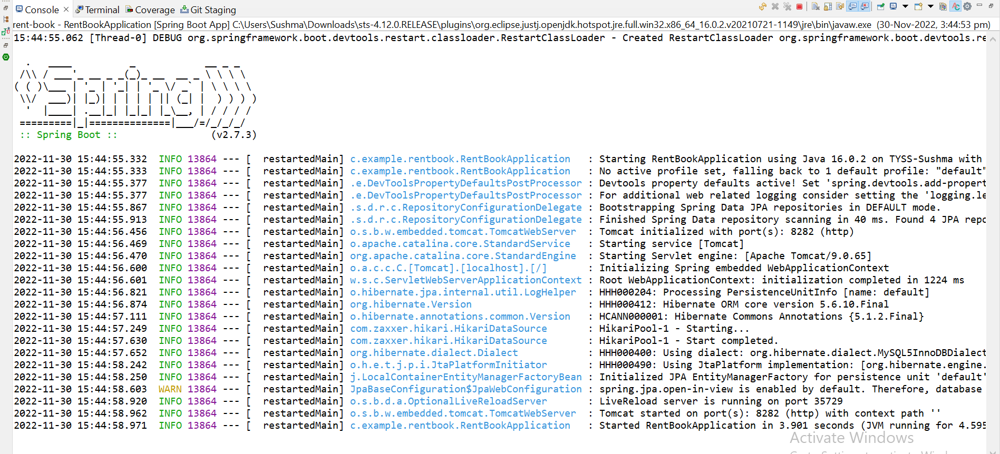 Console Terminal Coverage Git Staging
rent-book - RentBookApplication [Spring Boot App] C:\Users\Sushma\Downloads\sts-4.12.0.RELEASE\plugins\org.eclipse.justj.openjdk.hotspot.jre.full.win32.x86_64_16.0.2.v20210721-1149\jre\bin\javaw.exe (30-Nov-2022, 3:44:53 pm)
15:44:55.062 [Thread-0] DEBUG org.springframework.boot.devtools.restart.classloader.RestartClassLoader - Created RestartClassLoader org.springframework.boot.devtools.re
Spring
:: Spring Boot :: (v2.7.3)
2022-11-30 15:44:55.332 INFO 13864 --- [ restartedMain] c.example.rentbook.RentBookApplication : Starting RentBookApplication using Java 16.0.2 on TYSS-Sushma with
2022-11-30 15:44:55.333 INFO 13864 --- [ restartedMain] c.example.rentbook.RentBookApplication : No active profile set, falling back to 1 default profile: "default"
2022-11-30 15:44:55.377 INFO 13864 --- [ restartedMain] .e.DevToolsPropertyDefaultsPostProcessor : Devtools property defaults active! Set 'spring.devtools.add-propert
2022-11-30 15:44:55.377 INFO 13864 --- [ restartedMain] .e.DevToolsPropertyDefaultsPostProcessor : For additional web related logging consider setting the 'logging.le
2022-11-30 15:44:55.867 INFO 13864 --- [ restartedMain] .s.d.r.c.RepositoryConfigurationDelegate : Bootstrapping Spring Data JPA repositories in DEFAULT mode.
2022-11-30 15:44:55.913 INFO 13864 --- [ restartedMain] .s.d.r.c.RepositoryConfigurationDelegate : Finished Spring Data repository scanning in 40 ms. Found 4 JPA repo
2022-11-30 15:44:56.456 INFO 13864 --- [ restartedMain] o.s.b.w.embedded.tomcat.TomcatWebServer : Tomcat initialized with port(s): 8282 (http)
2022-11-30 15:44:56.469 INFO 13864 --- [ restartedMain] o.apache.catalina.core.StandardService : Starting service [Tomcat]
2022-11-30 15:44:56.470 INFO 13864 --- [ restartedMain] org.apache.catalina.core.StandardEngine : Starting Servlet engine: [Apache Tomcat/9.0.65]
2022-11-30 15:44:56.600 INFO 13864 --- [ restartedMain] o.a.c.c.C.[Tomcat].[localhost].[/] : Initializing Spring embedded WebApplicationContext
2022-11-30 15:44:56.601 INFO 13864 --- [ restartedMain] w.s.c.ServletWebServerApplicationContext : Root WebApplicationContext: initialization completed in 1224 ms
2022-11-30 15:44:56.821 INFO 13864 --- [ restartedMain] o.hibernate.jpa.internal.util.LogHelper : HHH000204: Processing PersistenceUnitInfo [name: default]
2022-11-30 15:44:56.874 INFO 13864 --- [ restartedMain] org.hibernate.Version : HHH000412: Hibernate ORM core version 5.6.10.Final
2022-11-30 15:44:57.111 INFO 13864 --- [ restartedMain] o.hibernate.annotations.common.Version : HCANN000001: Hibernate Commons Annotations {5.1.2.Final}
2022-11-30 15:44:57.249 INFO 13864 --- [ restartedMain] com.zaxxer.hikari.HikariDataSource : HikariPool-1 - Starting...
2022-11-30 15:44:57.630 INFO 13864 --- [ restartedMain] com.zaxxer.hikari.HikariDataSource : HikariPool-1 - Start completed.
2022-11-30 15:44:57.652 INFO 13864 --- [ restartedMain] org.hibernate.dialect.Dialect : HHH000400: Using dialect: org.hibernate.dialect.MySQL5InnoDBDialect
2022-11-30 15:44:58.242 INFO 13864 --- [ restartedMain] o.h.e.t.j.p.i.JtaPlatformInitiator : HHH000490: Using JtaPlatform implementation: [org.hibernate.engine.
2022-11-30 15:44:58.250 INFO 13864 --- [ restartedMain] j.LocalContainerEntityManagerFactoryBean : Initialized JPA EntityManagerFactory for persistence unit 'default'
2022-11-30 15:44:58.603 WARN 13864 --- [ restartedMain] JpaBaseConfiguration$JpaWebConfiguration : spring.jpa.open-in-view is enabled by default. Therefore, database
2022-11-30 15:44:58.920 INFO 13864 --- [ restartedMain] o.s.b.d.a.OptionalLiveReloadServer : LiveReload server is running on port 35729
2022-11-30 15:44:58.962 INFO 13864 --- [ restartedMain] o.s.b.w.embedded.tomcat.TomcatWebServer : Tomcat started on port(s): 8282 (http) with context path ''
2022-11-30 15:44:58.971 INFO 13864 --- [ restartedMain] c.example.rentbook.RentBookApplication : Started RentBookApplication in 3.901 seconds (JVM running for 4.595
Activate Windows